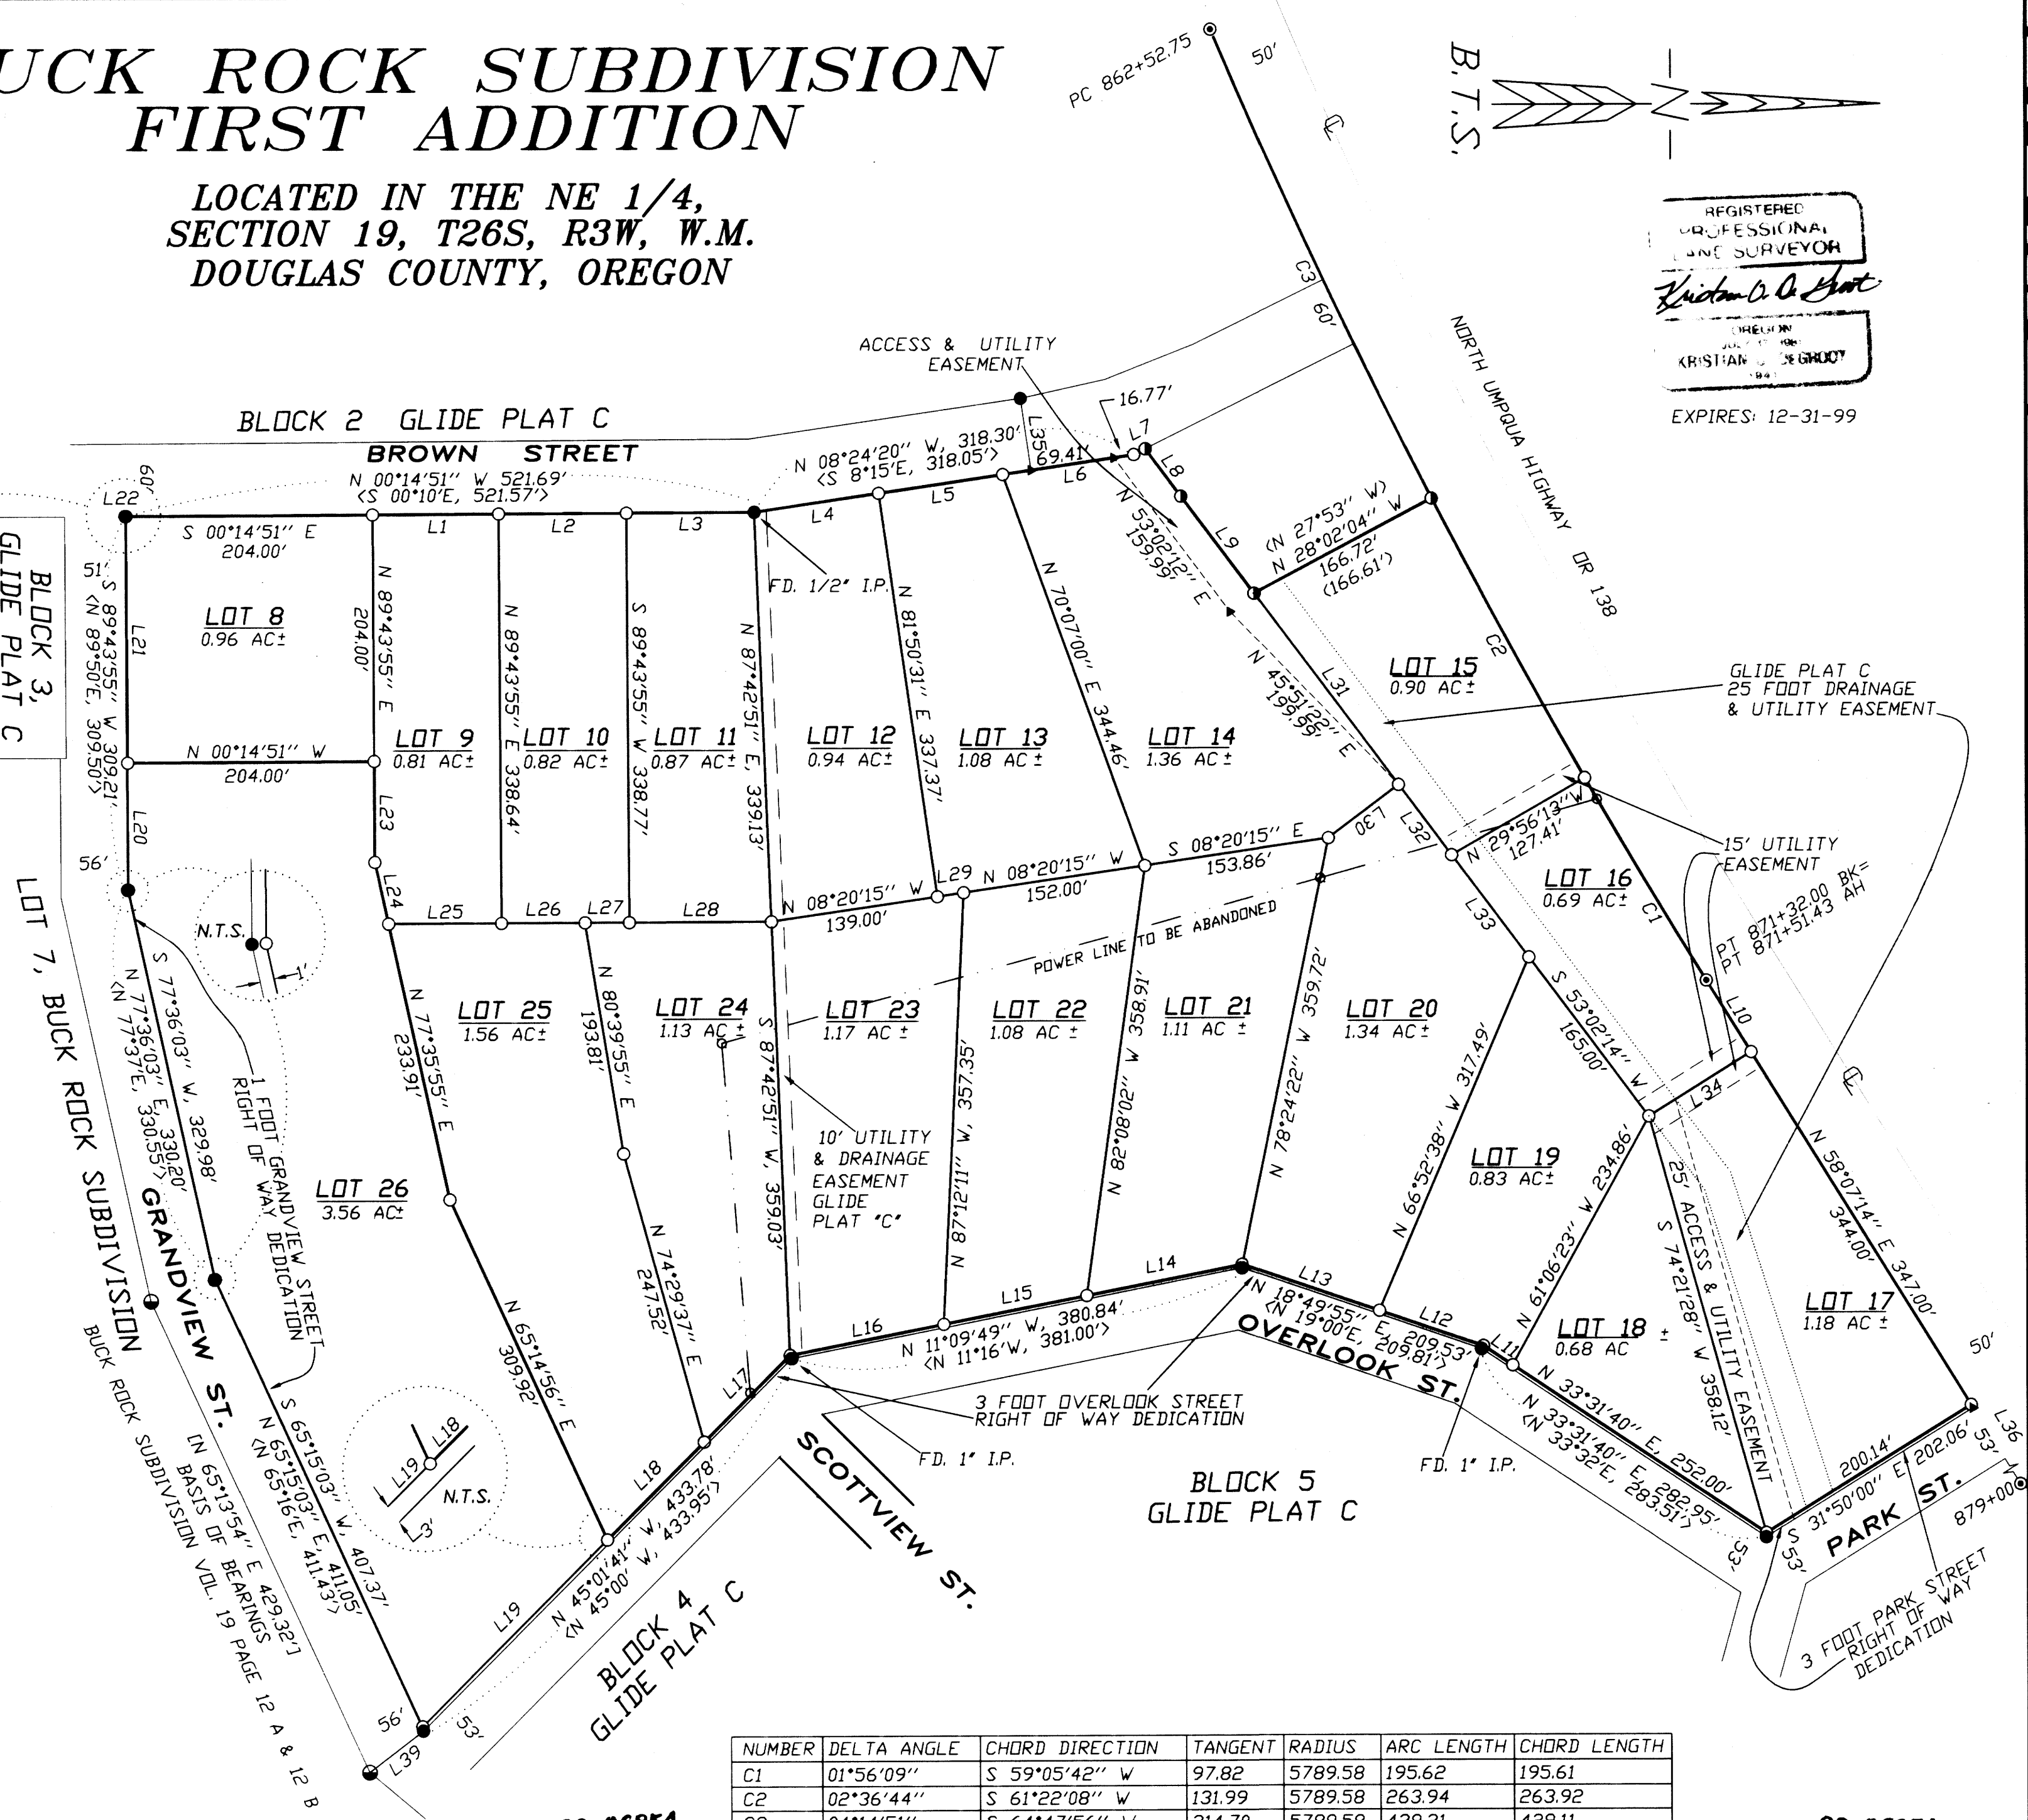 UCK ROCK SUBDIVISION
FIRST ADDITION
LOCATED IN THE NE 1/4,
SECTION 19, T26S, R3W, W.M.
DOUGLAS COUNTY, OREGON
PC 862+52.75
50'
B.T.S.
N
REGISTERED
PROFESSIONAL
SURVEYOR
OREGON
KRISTIAN
EXPIRES: 12-31-99
C3
60'
NORTH UMPQUA HIGHWAY OR 138
ACCESS & UTILITY
EASEMENT
16.77'
BLOCK 2 GLIDE PLAT C
BROWN STREET
N 00°14'51" W 521.69'
<S 00°10'E, 521.57'>
N 08°24'20" W, 318.30'
<S 8°15'E, 318.05'>
L35
69.41'
L7
L8
L6
L5
L4
L3
L2
L1
L22
60'
S 00°14'51" E
204.00'
FD. 1/2" I.P.
N 53°02'12" E
159.99'
L9
<N 27°53" W)
N 28°02'04" W
166.72'
(166.61')
BLOCK 3,
GLIDE PLAT C
51'
S 89°43'55" W 309.21'
<N 89°50'E, 309.50'>
L21
LOT 8
0.96 AC±
N 89°43'55" E
204.00'
N 89°43'55" E 338.64'
S 89°43'55" W 338.77'
N 87°42'51" E, 339.13'
N 81°50'31" E 337.37'
N 70°07'00" E 344.46'
N 45°51'22" E
199.99'
L31
C2
LOT 15
0.90 AC±
GLIDE PLAT C
25 FOOT DRAINAGE
& UTILITY EASEMENT
N 00°14'51" W
204.00'
LOT 9
0.81 AC±
LOT 10
0.82 AC±
LOT 11
0.87 AC±
LOT 12
0.94 AC±
LOT 13
1.08 AC±
LOT 14
1.36 AC±
L20
L23
L24
56'
L30
L32
N 29°56'13" W
127.41'
15' UTILITY
EASEMENT
LOT 16
0.69 AC±
C1
PT 871+32.00 BK=
PT 871+51.43 AH
S 08°20'15" E
153.86'
L29
N 08°20'15" W
152.00'
N 08°20'15" W
139.00'
L25
L26
L27
L28
L33
L10
POWER LINE TO BE ABANDONED
LOT 7, BUCK ROCK SUBDIVISION
N.T.S.
1'
S 77°36'03" W, 329.98'
N 77°36'03" E, 330.20'
<N 77°37'E, 330.55'>
1 FOOT GRANDVIEW STREET
RIGHT OF WAY DEDICATION
N 77°35'55" E
233.91'
LOT 25
1.56 AC±
N 80°39'55" E
193.81'
LOT 24
1.13 AC ±
S 87°42'51" W, 359.03'
LOT 23
1.17 AC ±
N 87°12'11" W, 357.35'
LOT 22
1.08 AC ±
N 82°08'02" W 358.91'
LOT 21
1.11 AC ±
N 78°24'22" W 359.72'
LOT 20
1.34 AC ±
N 66°52'38" W 317.49'
S 53°02'14" W
165.00'
L34
LOT 19
0.83 AC±
N 61°06'23" W 234.86'
25' ACCESS & UTILITY EASEMENT
S 74°21'28" W 358.12'
N 58°07'14" E 347.00'
344.00'
LOT 17
1.18 AC ±
LOT 18
0.68 AC ±
LOT 26
3.56 AC±
10' UTILITY
& DRAINAGE
EASEMENT
GLIDE
PLAT "C"
GRANDVIEW ST.
N 65°14'56" E
309.92'
N 74°29'37" E
247.52'
L14
L15
L16
N 11°09'49" W, 380.84'
<N 11°16'W, 381.00'>
L13
L12
L11
N 18°49'55" E, 209.53'
<N 19°00'E, 209.81'>
OVERLOOK ST.
N 33°31'40" E, 252.00'
N 33°31'40" E, 282.95'
<N 33°32'E, 283.51'>
FD. 1" I.P.
50'
L36
53'
200.14'
S 31°50'00" E 202.06'
PARK ST.
879+00
53'
53'
3 FOOT PARK STREET
RIGHT OF WAY
DEDICATION
L17
3 FOOT OVERLOOK STREET
RIGHT OF WAY DEDICATION
FD. 1" I.P.
SCOTTVIEW ST.
BLOCK 5
GLIDE PLAT C
L18
L19
N.T.S.
3'
L18
L19
N 45°01'41" W, 433.78'
<N 45°00' W, 433.95'>
BLOCK 4
GLIDE PLAT C
S 65°15'03" W, 407.37'
N 65°15'03" E, 411.05'
<N 65°16'E, 411.43'>
[N 65°13'54" E 429.32']
BASIS OF BEARINGS
BUCK ROCK SUBDIVISION VOL. 19 PAGE 12 A & 12 B
56'
53'
L39
NUMBER DELTA ANGLE CHORD DIRECTION TANGENT RADIUS ARC LENGTH CHORD LENGTH
C1 01°56'09" S 59°05'42" W 97.82 5789.58 195.62 195.61
C2 02°36'44" S 61°22'08" W 131.99 5789.58 263.94 263.92